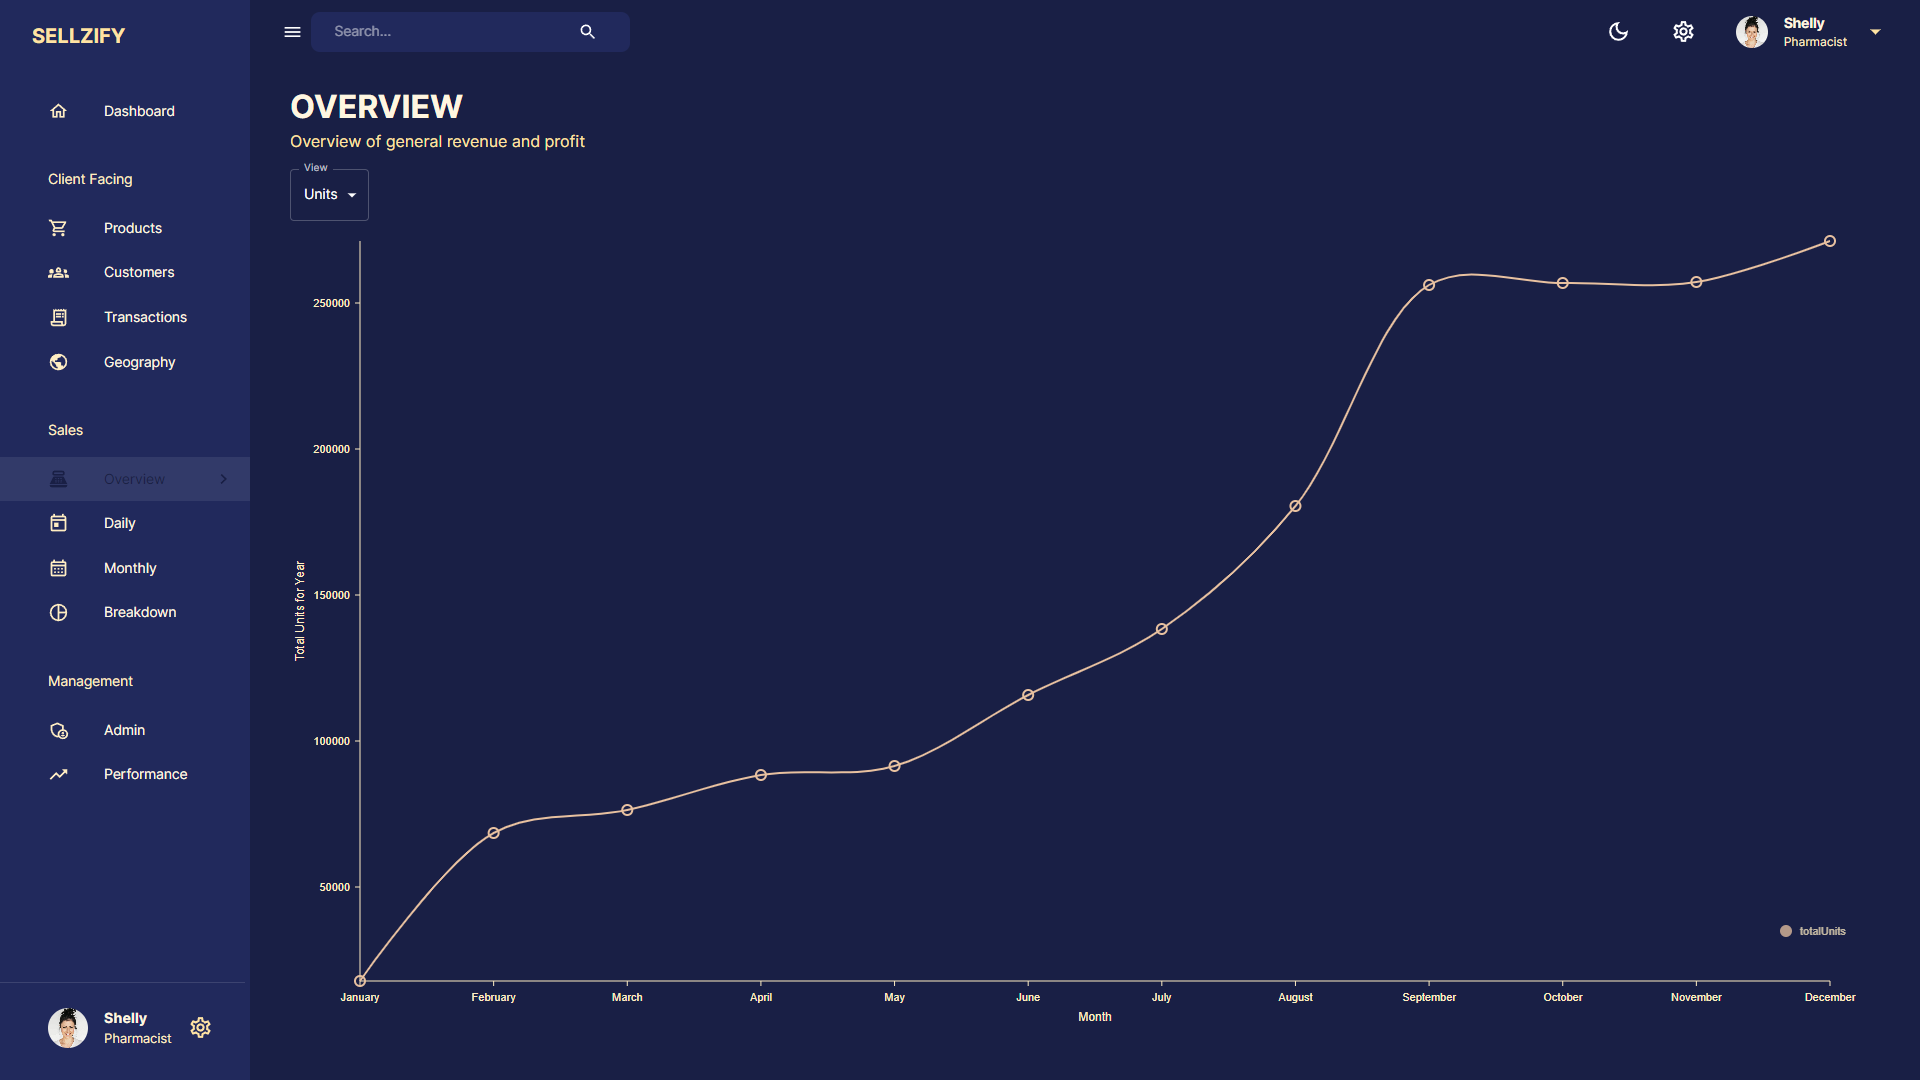 SELLZIFY
Dashboard
Client Facing
Products
Customers
Transactions
Geography
Sales
Overview
Daily
Monthly
Breakdown
Management
Admin
Performance
Shelly
Pharmacist
Search...
Shelly
Pharmacist
OVERVIEW
Overview of general revenue and profit
View
Units
Total Units for Year
250000
200000
150000
100000
50000
totalUnits
January February March April May June July August September October November December
Month